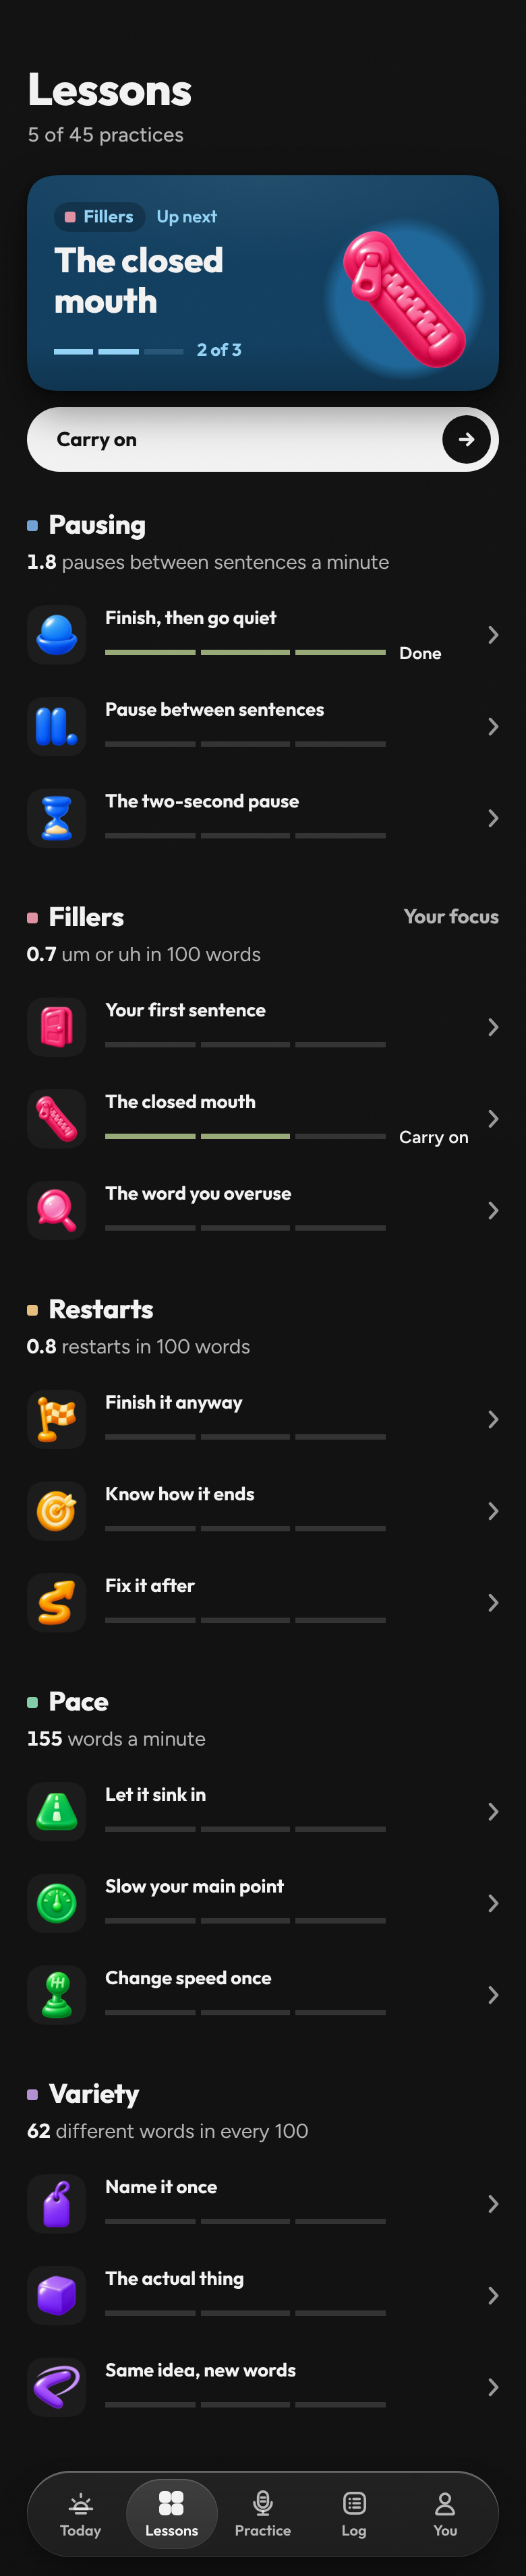 Lessons
5 of 45 practices
Fillers Up next
The closed
mouth
2 of 3
Carry on
Pausing
1.8 pauses between sentences a minute
Finish, then go quiet
Done
Pause between sentences
The two-second pause
Fillers Your focus
0.7 um or uh in 100 words
Your first sentence
The closed mouth
Carry on
The word you overuse
Restarts
0.8 restarts in 100 words
Finish it anyway
Know how it ends
Fix it after
Pace
155 words a minute
Let it sink in
Slow your main point
Change speed once
Variety
62 different words in every 100
Name it once
The actual thing
Same idea, new words
Today Lessons Practice Log You